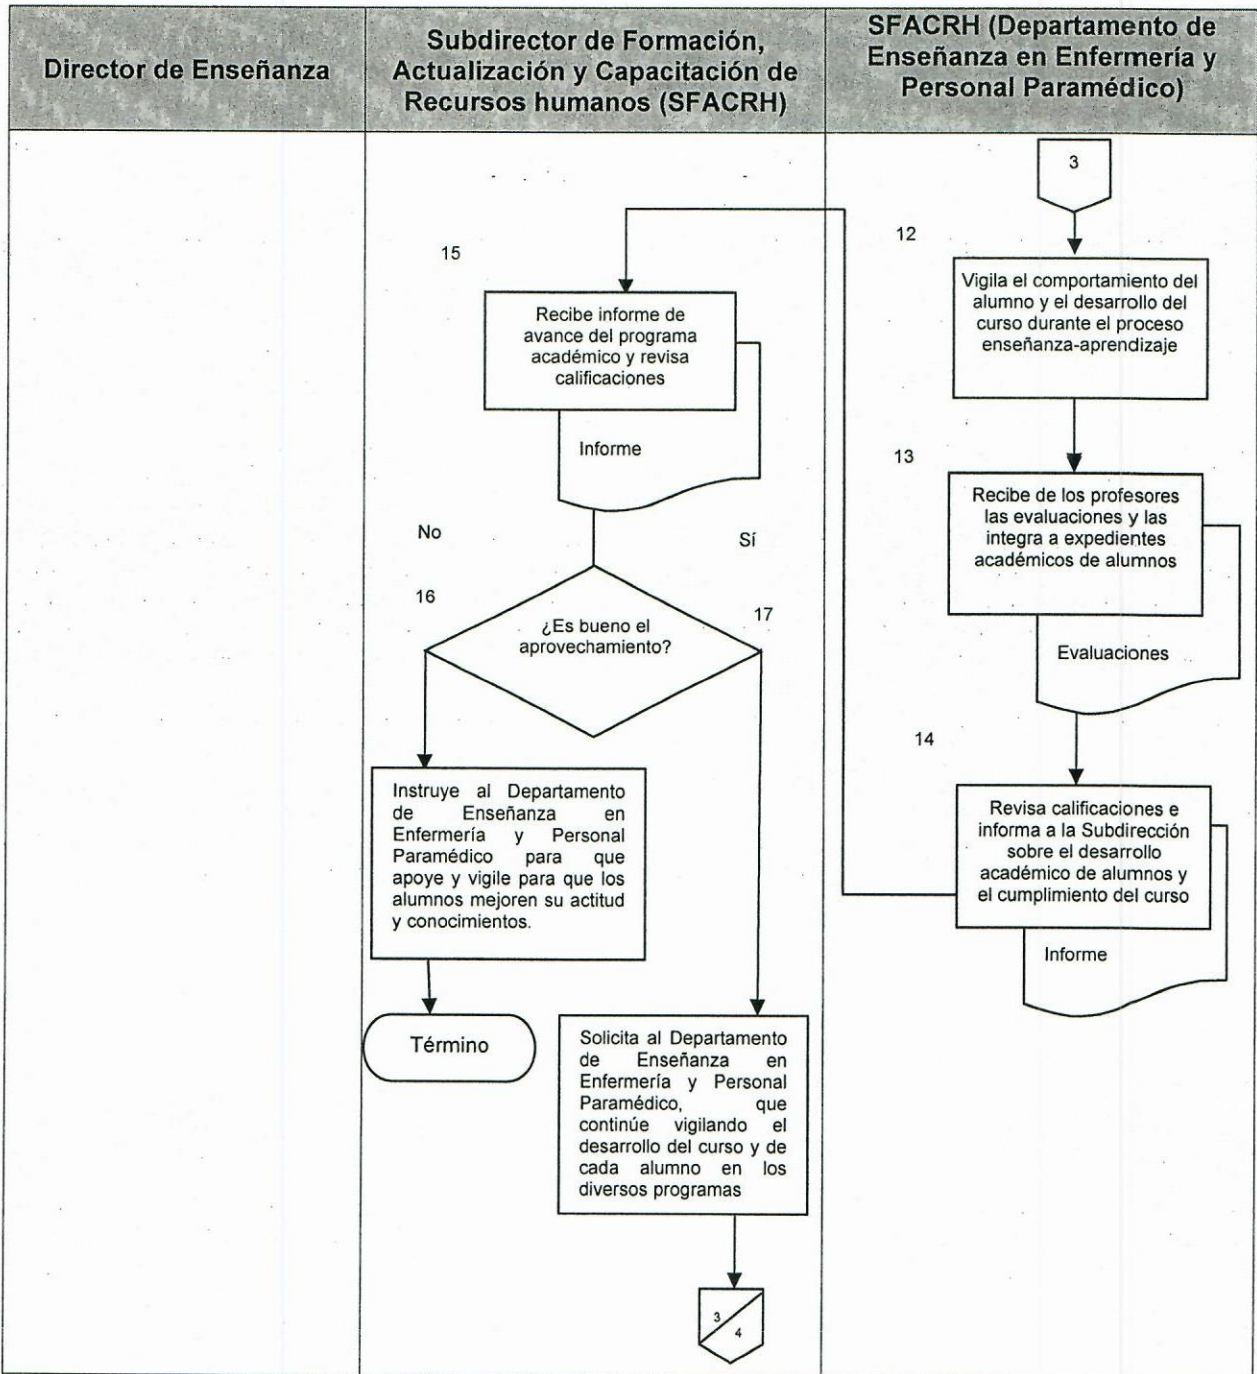 Director de Enseñanza
Subdirector de Formación,
Actualización y Capacitación de
Recursos humanos (SFACRH)
SFACRH (Departamento de
Enseñanza en Enfermería y
Personal Paramédico)
3
12
Vigila el comportamiento del
alumno y el desarrollo del
curso durante el proceso
enseñanza-aprendizaje
13
Recibe de los profesores
las evaluaciones y las
integra a expedientes
académicos de alumnos
Evaluaciones
14
Revisa calificaciones e
informa a la Subdirección
sobre el desarrollo
académico de alumnos y
el cumplimiento del curso
Informe
15
Recibe informe de
avance del programa
académico y revisa
calificaciones
Informe
No
Sí
16
17
¿Es bueno el
aprovechamiento?
Instruye al Departamento
de Enseñanza en
Enfermería y Personal
Paramédico para que
apoye y vigile para que los
alumnos mejoren su actitud
y conocimientos.
Término
Solicita al Departamento
de Enseñanza en
Enfermería y Personal
Paramédico, que
continúe vigilando el
desarrollo del curso y de
cada alumno en los
diversos programas
3
4